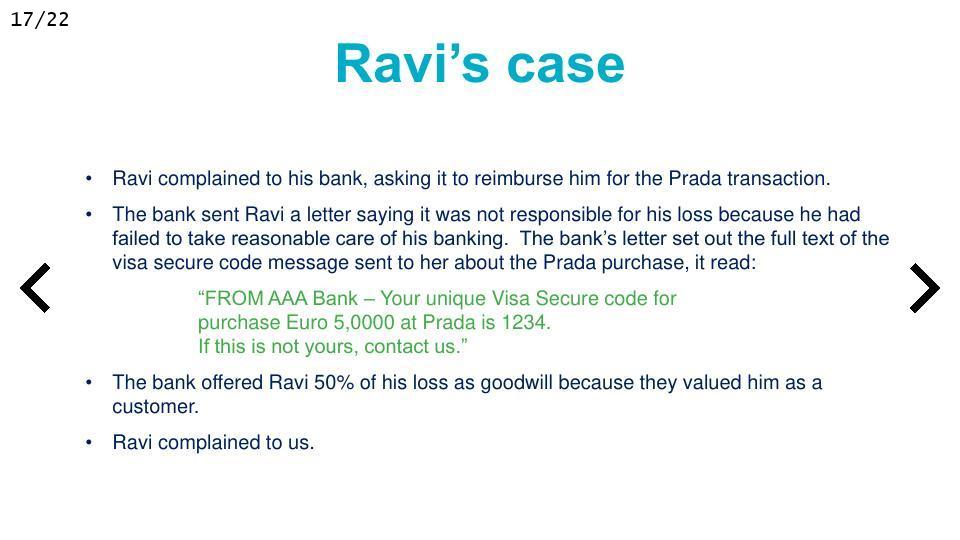 17/22
Ravi’s case
• Ravi complained to his bank, asking it to reimburse him for the Prada transaction.
• The bank sent Ravi a letter saying it was not responsible for his loss because he had
failed to take reasonable care of his banking.  The bank’s letter set out the full text of the
visa secure code message sent to her about the Prada purchase, it read:
“FROM AAA Bank – Your unique Visa Secure code for
purchase Euro 5,0000 at Prada is 1234.
If this is not yours, contact us.”
• The bank offered Ravi 50% of his loss as goodwill because they valued him as a
customer.
• Ravi complained to us.